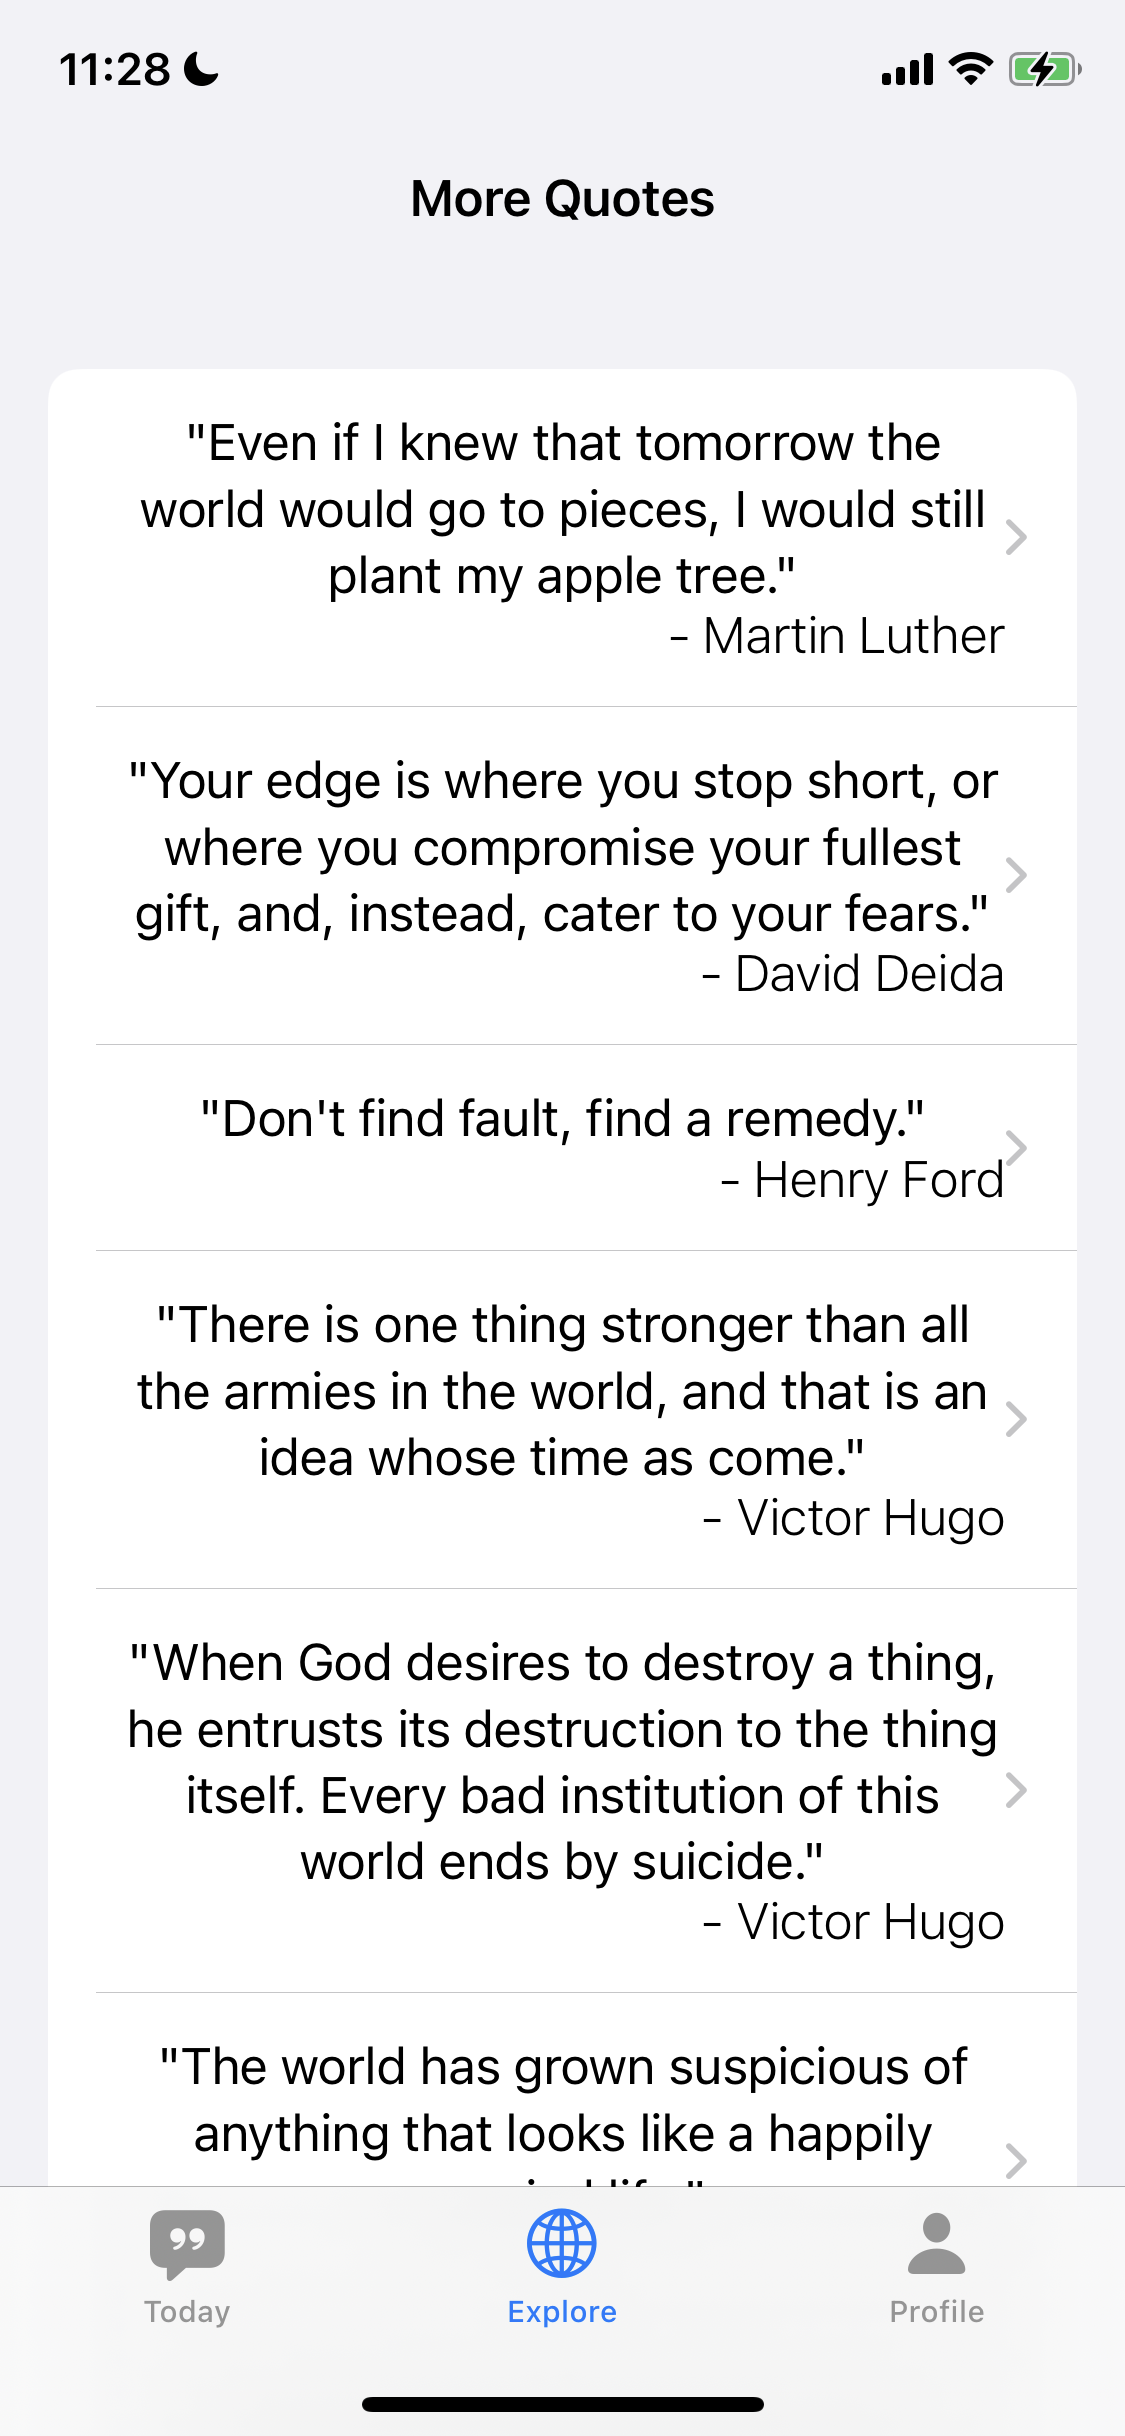 11:28
More Quotes
"Even if I knew that tomorrow the
world would go to pieces, I would still
plant my apple tree."
- Martin Luther
"Your edge is where you stop short, or
where you compromise your fullest
gift, and, instead, cater to your fears."
- David Deida
"Don't find fault, find a remedy."
- Henry Ford
"There is one thing stronger than all
the armies in the world, and that is an
idea whose time as come."
- Victor Hugo
"When God desires to destroy a thing,
he entrusts its destruction to the thing
itself. Every bad institution of this
world ends by suicide."
- Victor Hugo
"The world has grown suspicious of
anything that looks like a happily
Today
Explore
Profile